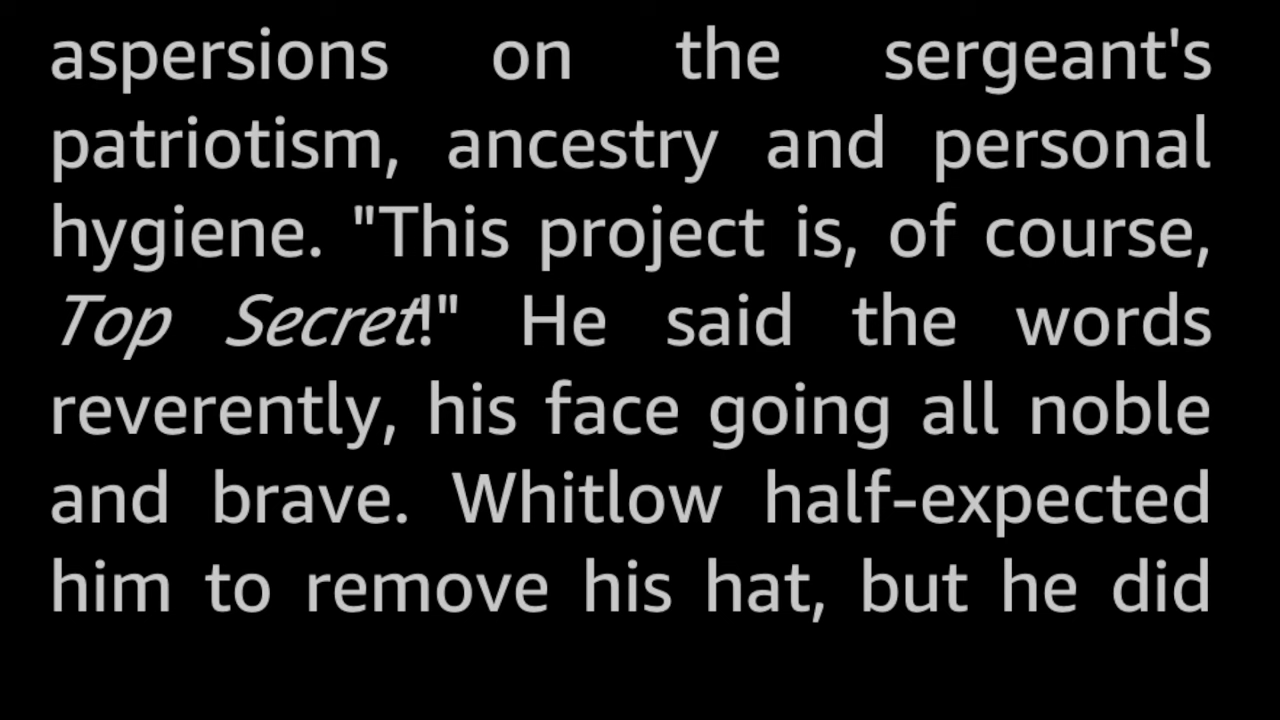 aspersions on the sergeant's
patriotism, ancestry and personal
hygiene. "This project is, of course,
Top Secret!" He said the words
reverently, his face going all noble
and brave. Whitlow half-expected
him to remove his hat, but he did